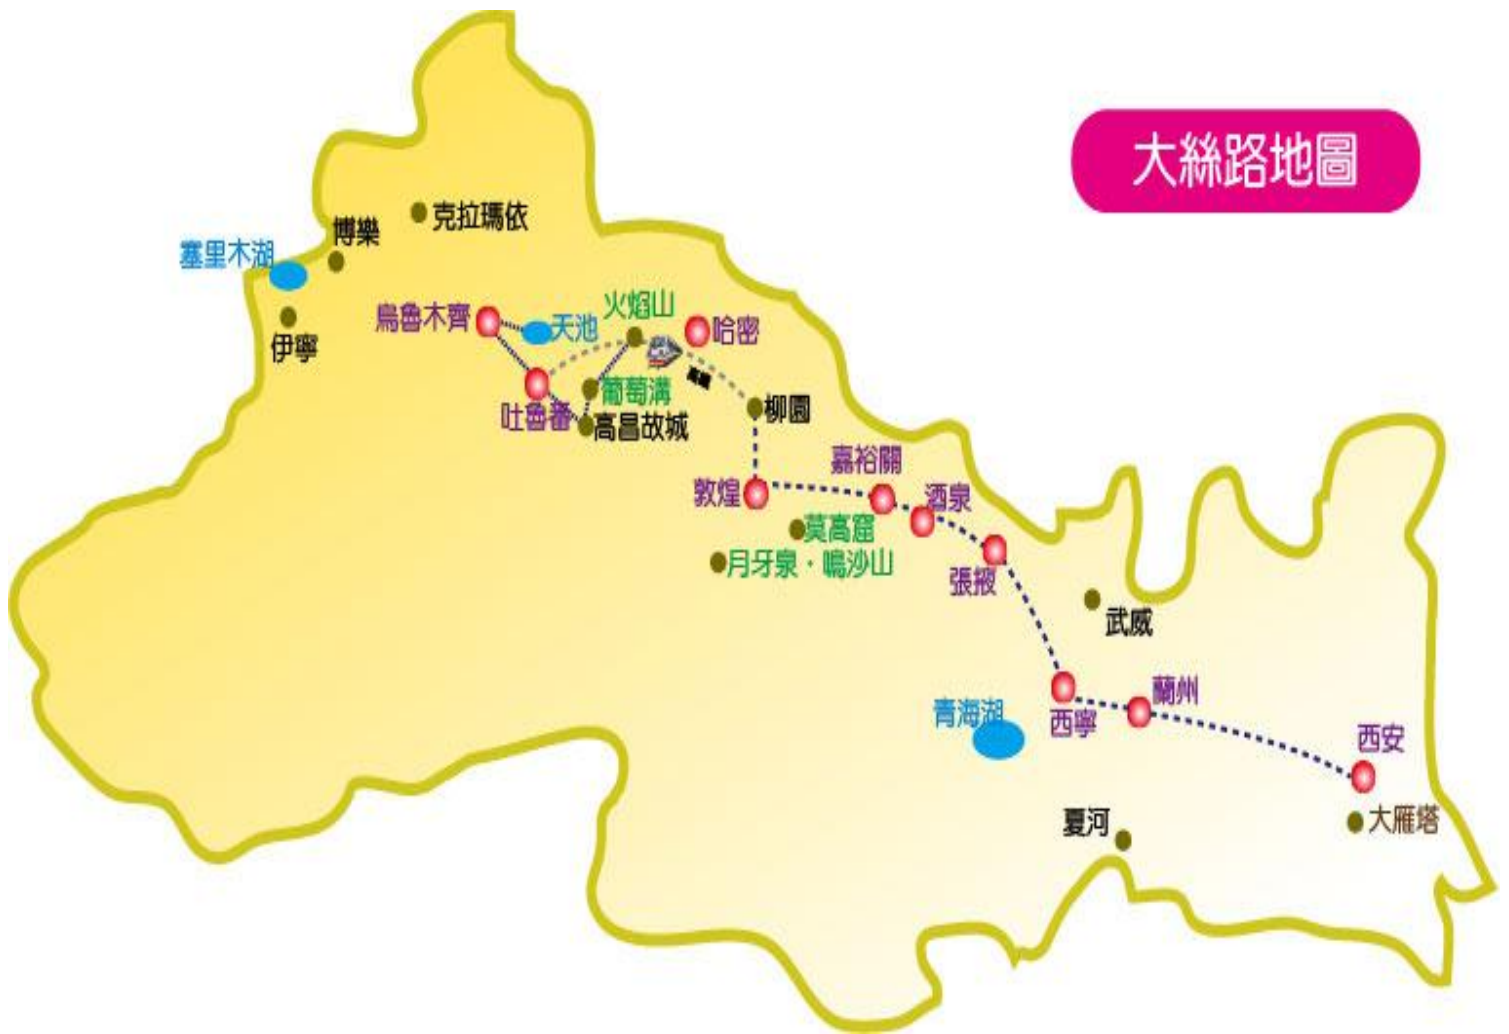 大絲路地圖
克拉瑪依
博樂
塞里木湖
伊寧
烏魯木齊
天池
火焰山
哈密
吐魯番
葡萄溝
高昌故城
柳園
敦煌
嘉裕關
酒泉
莫高窟
月牙泉·鳴沙山
張掖
武威
青海湖
西寧
蘭州
西安
夏河
大雁塔